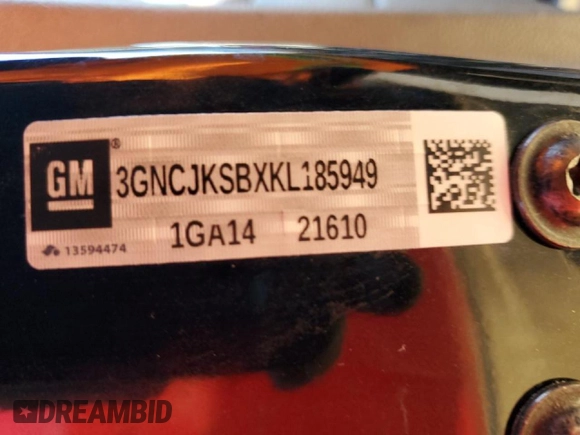 GM®
3GNCJKSBXKL185949
1GA14 21610
13594474
DREAMBID